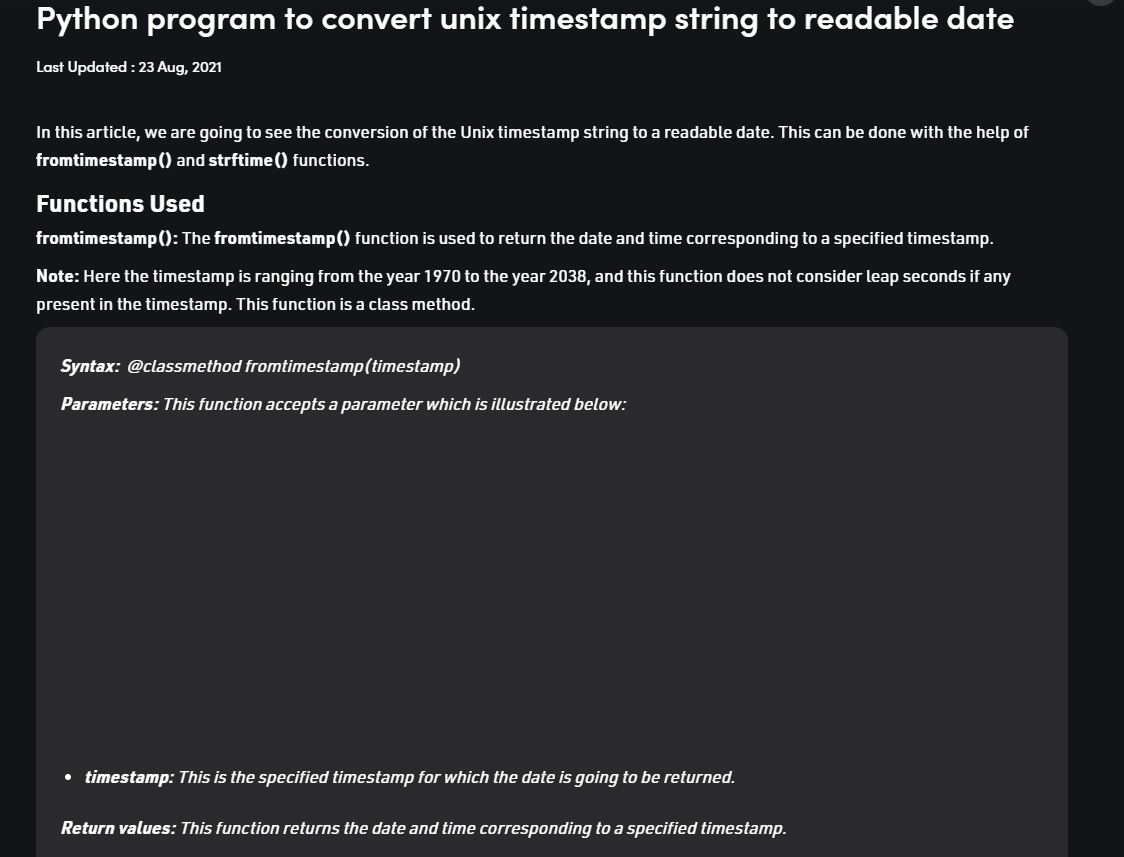 Python program to convert unix timestamp string to readable date
Last Updated : 23 Aug, 2021
In this article, we are going to see the conversion of the Unix timestamp string to a readable date. This can be done with the help of
fromtimestamp() and strftime() functions.
Functions Used
fromtimestamp(): The fromtimestamp() function is used to return the date and time corresponding to a specified timestamp.
Note: Here the timestamp is ranging from the year 1970 to the year 2038, and this function does not consider leap seconds if any
present in the timestamp. This function is a class method.
Syntax: @classmethod fromtimestamp(timestamp)
Parameters: This function accepts a parameter which is illustrated below:
• timestamp: This is the specified timestamp for which the date is going to be returned.
Return values: This function returns the date and time corresponding to a specified timestamp.